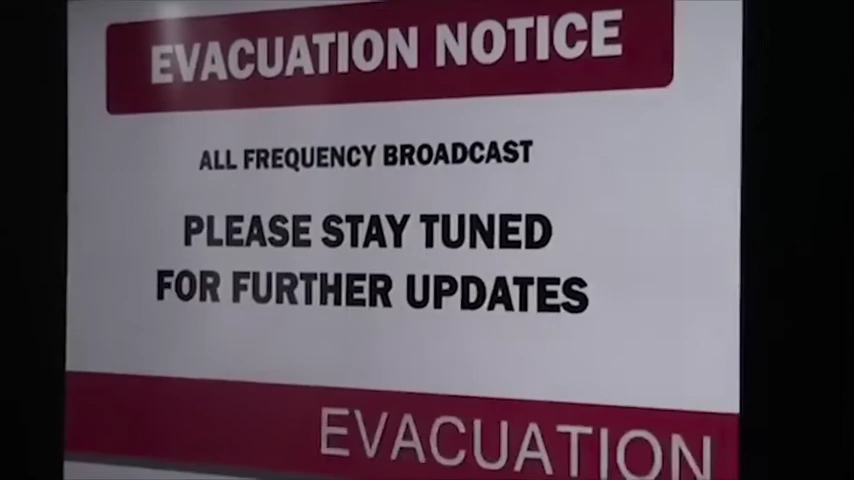 EVACUATION NOTICE
ALL FREQUENCY BROADCAST
PLEASE STAY TUNED
FOR FURTHER UPDATES
EVACUATION